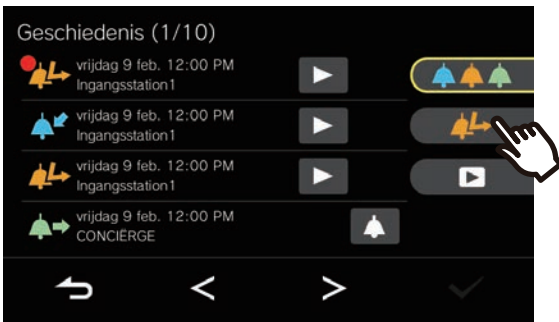 Geschiedenis (1/10)
vrijdag 9 feb. 12:00 PM
Ingangsstation1
vrijdag 9 feb. 12:00 PM
Ingangsstation1
vrijdag 9 feb. 12:00 PM
Ingangsstation1
vrijdag 9 feb. 12:00 PM
CONCIËRGE